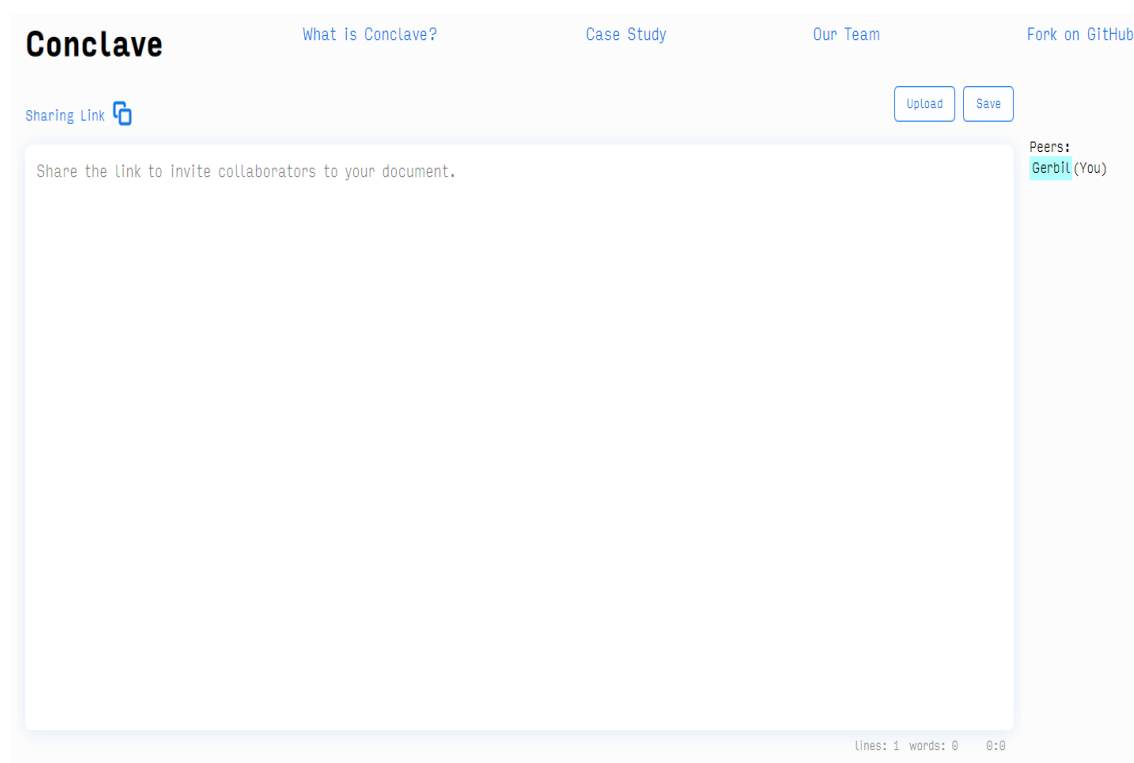 Conclave
What is Conclave?
Case Study
Our Team
Fork on GitHub
Sharing Link
Upload
Save
Share the link to invite collaborators to your document.
Peers:
Gerbil (You)
lines: 1 words: 0 0:0